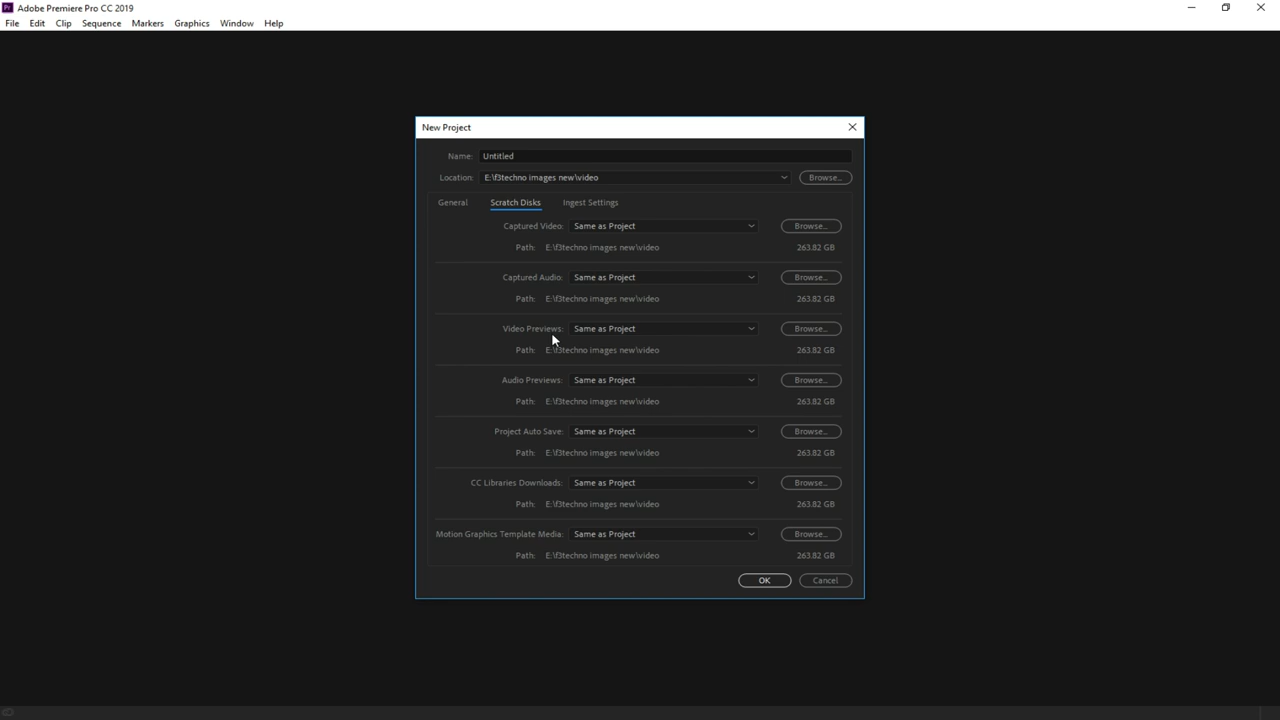 Adobe Premiere Pro CC 2019
File Edit Clip Sequence Markers Graphics Window Help
New Project
Name: Untitled
Location: E:\f3techno images new\video Browse...
General Scratch Disks Ingest Settings
Captured Video: Same as Project Browse...
Path: E:\f3techno images new\video 263.82 GB
Captured Audio: Same as Project Browse...
Path: E:\f3techno images new\video 263.82 GB
Video Previews: Same as Project Browse...
Path: E:\f3techno images new\video 263.82 GB
Audio Previews: Same as Project Browse...
Path: E:\f3techno images new\video 263.82 GB
Project Auto Save: Same as Project Browse...
Path: E:\f3techno images new\video 263.82 GB
CC Libraries Downloads: Same as Project Browse...
Path: E:\f3techno images new\video 263.82 GB
Motion Graphics Template Media: Same as Project Browse...
Path: E:\f3techno images new\video 263.82 GB
OK Cancel